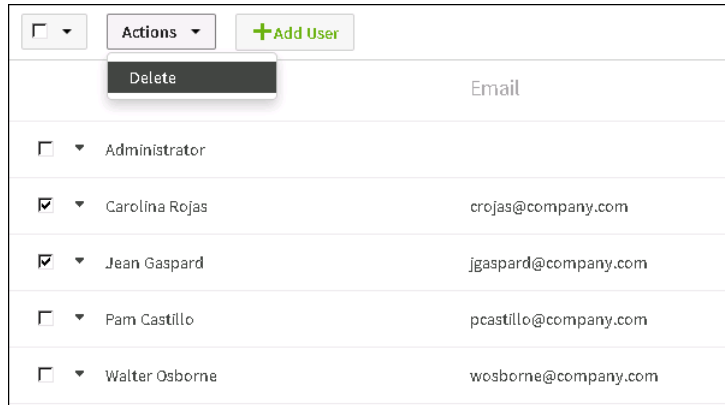 Actions +Add User
Delete
Email
Administrator
Carolina Rojas crojas@company.com
Jean Gaspard jgaspard@company.com
Pam Castillo pcastillo@company.com
Walter Osborne wosborne@company.com